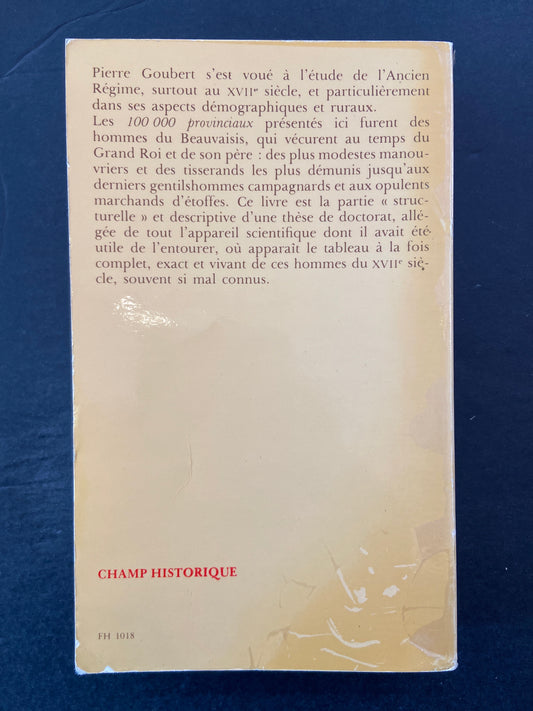 Pierre Goubert s'est voué à l'étude de l'Ancien
Régime, surtout au XVIIᵉ siècle, et particulièrement
dans ses aspects démographiques et ruraux.
Les 100 000 provinciaux présentés ici furent des
hommes du Beauvaisis, qui vécurent au temps du
Grand Roi et de son père : des plus modestes manou-
vriers et des tisserands les plus démunis jusqu'aux
derniers gentilshommes campagnards et aux opulents
marchands d'étoffes. Ce livre est la partie « struc-
turelle » et descriptive d'une thèse de doctorat, allé-
gée de tout l'appareil scientifique dont il avait été
utile de l'entourer, où apparaît le tableau à la fois
complet, exact et vivant de ces hommes du XVIIᵉ siè-
cle, souvent si mal connus.
CHAMP HISTORIQUE
FH 1018